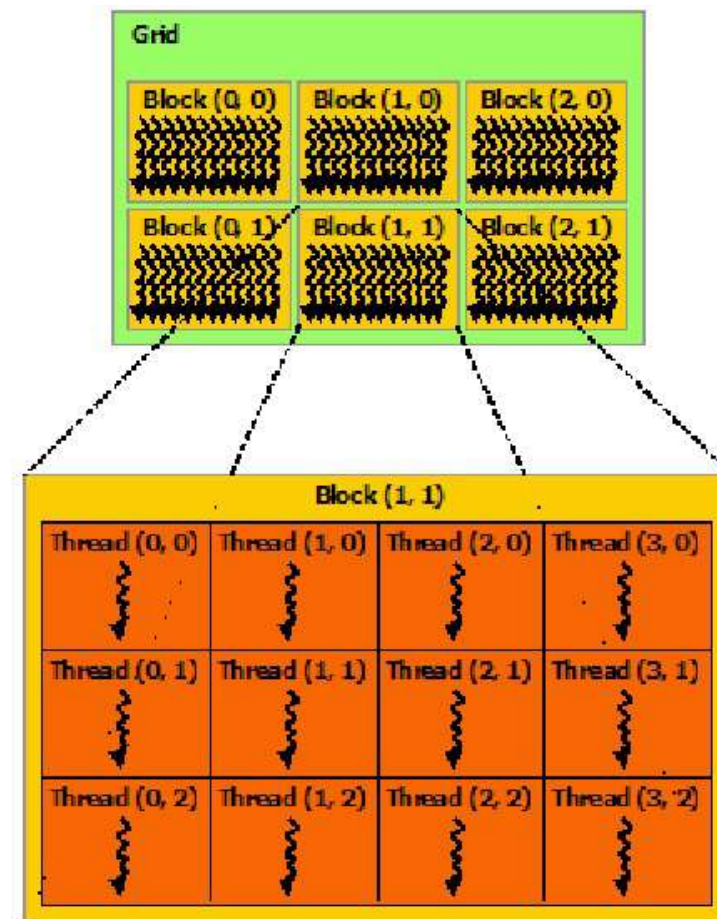 Grid
Block (0, 0) Block (1, 0) Block (2, 0)
Block (0, 1) Block (1, 1) Block (2, 1)
Block (1, 1)
Thread (0, 0) Thread (1, 0) Thread (2, 0) Thread (3, 0)
Thread (0, 1) Thread (1, 1) Thread (2, 1) Thread (3, 1)
Thread (0, 2) Thread (1, 2) Thread (2, 2) Thread (3, 2)